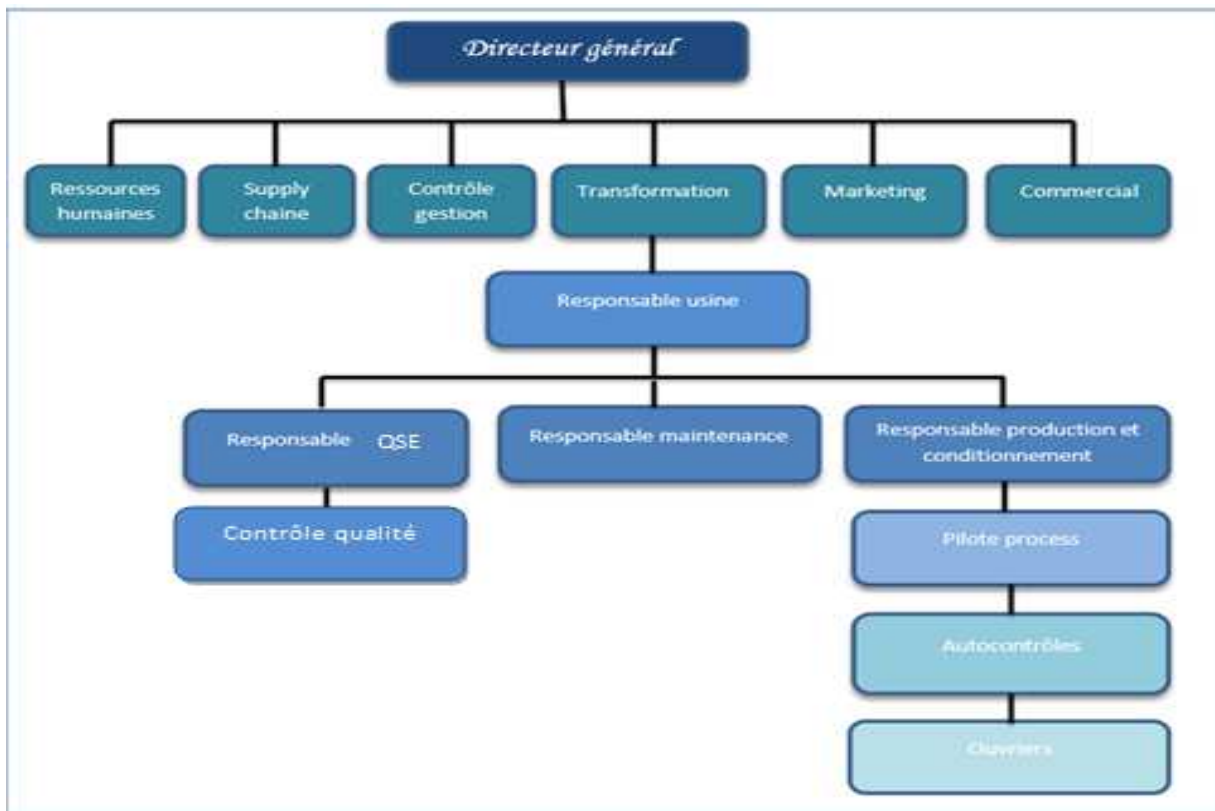 Directeur général
Ressources
humaines
Supply
chaine
Contrôle
gestion
Transformation
Marketing
Commercial
Responsable usine
Responsable QSE
Responsable maintenance
Responsable production et
conditionnement
Contrôle qualité
Pilote process
Autocontrôles
Ouvriers